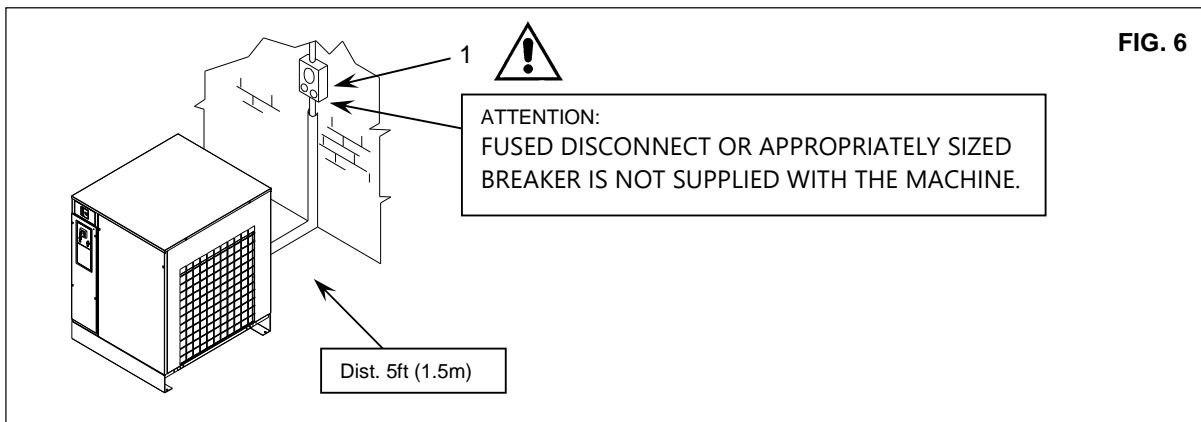 FIG. 6
1
ATTENTION:
FUSED DISCONNECT OR APPROPRIATELY SIZED
BREAKER IS NOT SUPPLIED WITH THE MACHINE.
Dist. 5ft (1.5m)